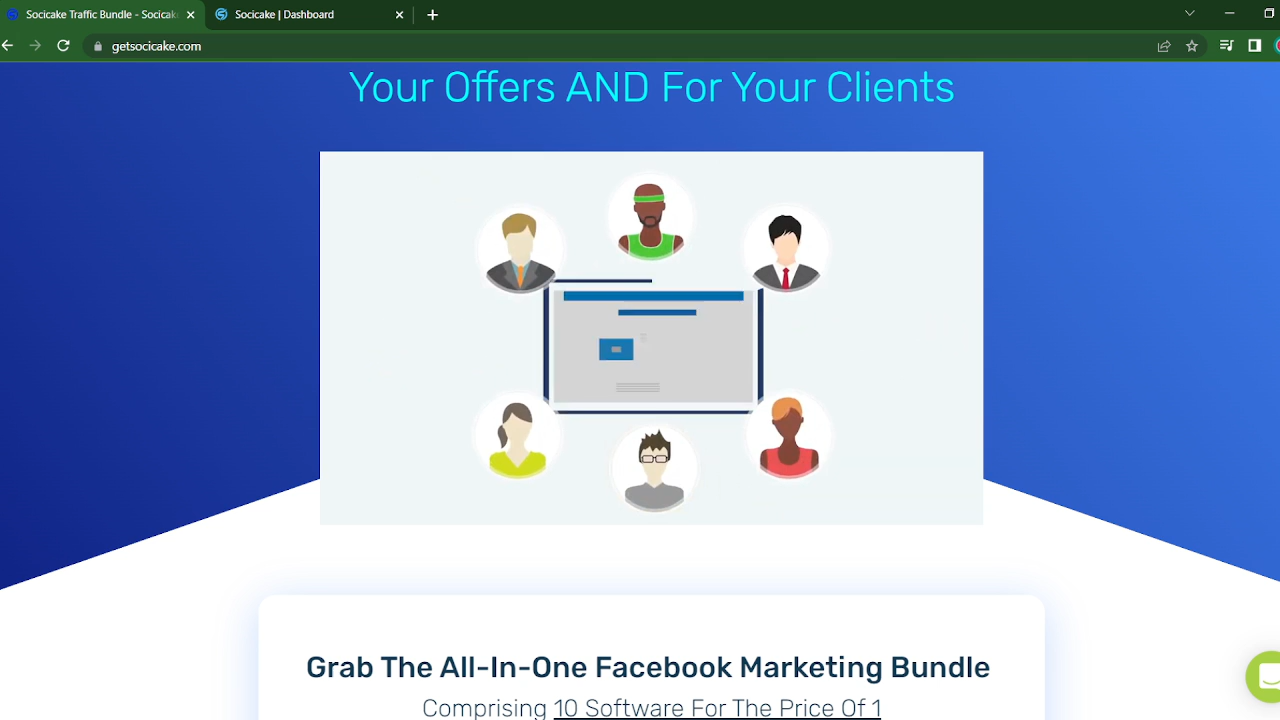 Socicake Traffic Bundle - Socicak
Socicake | Dashboard
getsocicake.com
Your Offers AND For Your Clients
Grab The All-In-One Facebook Marketing Bundle
Comprising 10 Software For The Price Of 1